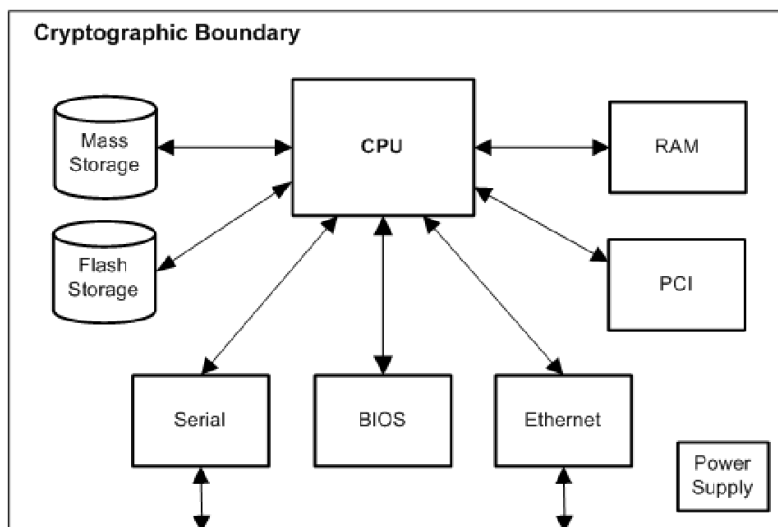 Cryptographic Boundary
Mass
Storage
CPU
RAM
Flash
Storage
PCI
Serial
BIOS
Ethernet
Power
Supply